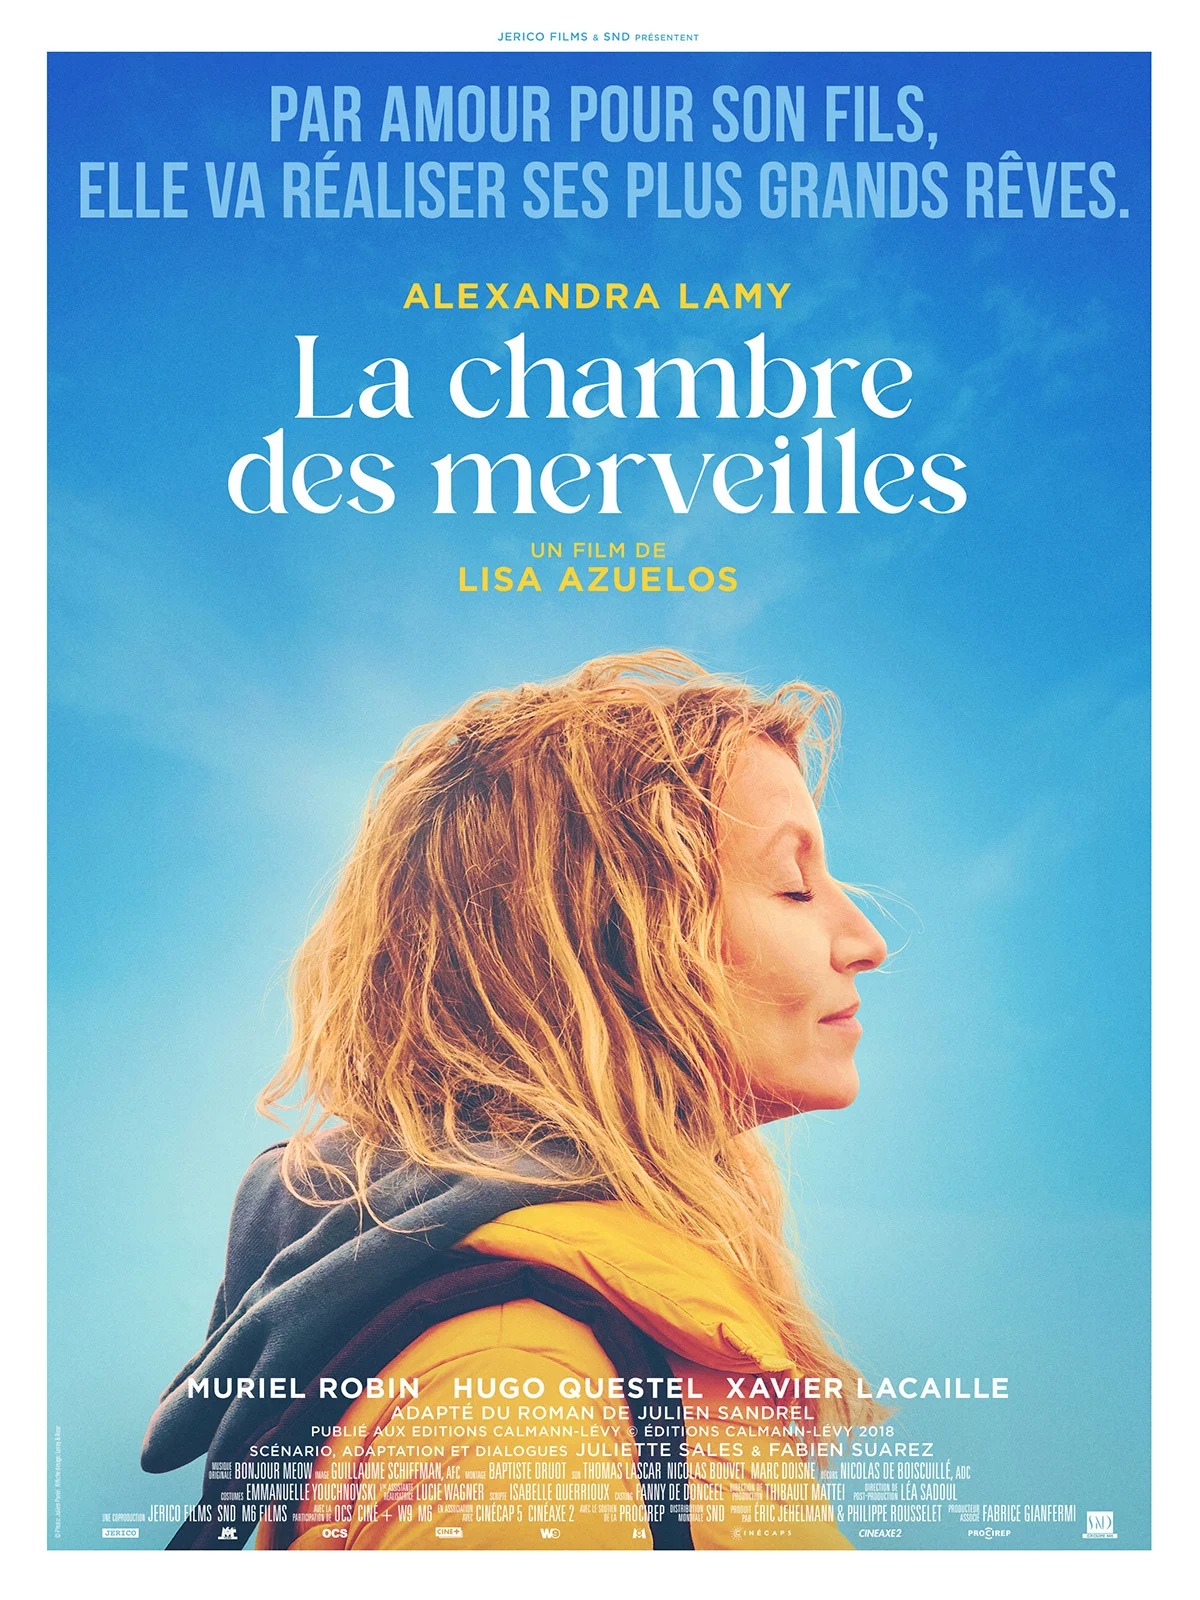 JERICO FILMS & SND PRÉSENTENT
PAR AMOUR POUR SON FILS,
ELLE VA RÉALISER SES PLUS GRANDS RÊVES.
ALEXANDRA LAMY
La chambre
des merveilles
UN FILM DE
LISA AZUELOS
MURIEL ROBIN HUGO QUESTEL XAVIER LACAILLE
ADAPTÉ DU ROMAN DE JULIEN SANDREL
PUBLIÉ AUX EDITIONS CALMANN-LÉVY © ÉDITIONS CALMANN-LÉVY 2018
SCÉNARIO, ADAPTATION ET DIALOGUES JULIETTE SALES & FABIEN SUAREZ
MUSIQUE ORIGINALE BONJOUR MEOW IMAGE GUILLAUME SCHIFFMAN, AFC MONTAGE BAPTISTE DRUOT SON THOMAS LASCAR NICOLAS BOUVET MARC DOISNE DÉCORS NICOLAS DE BOISCUILLÉ, ADC
COSTUMES EMMANUELLE YOUCHNOVSKI 1ÈRE ASSISTANTE RÉALISATRICE LUCIE WAGNER SCRIPTE ISABELLE QUERRIOUX CASTING FANNY DE DONCEEL DIRECTION DE PRODUCTION THIBAULT MATTEI DIRECTION DE POST-PRODUCTION LÉA SADOUL
UNE COPRODUCTION JERICO FILMS SND M6 FILMS AVEC LA PARTICIPATION DE OCS CINÉ + W9 M6 EN ASSOCIATION AVEC CINÉCAP 5 CINÉAXE 2 AVEC LE SOUTIEN DE LA PROCIREP DISTRIBUTION MONDIALE SND PRODUIT PAR ÉRIC JEHELMANN & PHILIPPE ROUSSELET PRODUCTEUR ASSOCIÉ FABRICE GIANFERMI
JERICO OCS CINÉ+ W9 M6 CINÉCAP5 CINEAXE2 PROCIREP SND